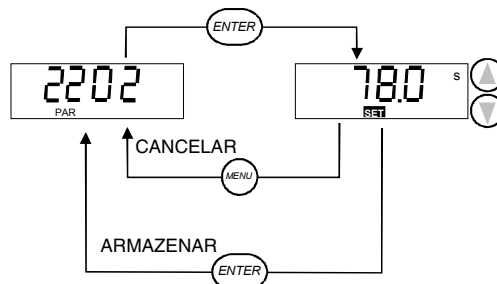 ENTER
2202
PAR
78.0 s
SET
CANCELAR
MENU
ARMAZENAR
ENTER